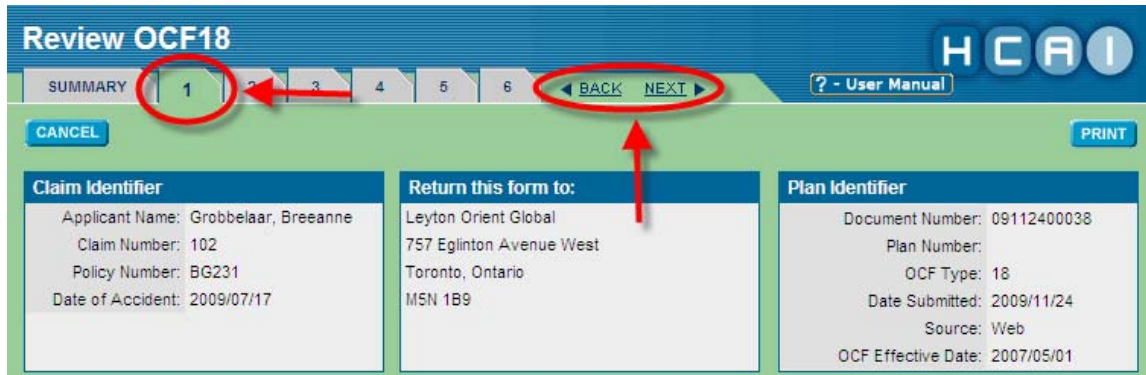 Review OCF18
HCAI
SUMMARY 1 2 3 4 5 6 BACK NEXT ? - User Manual
CANCEL PRINT
Claim Identifier
Applicant Name: Grobbelaar, Breeanne
Claim Number: 102
Policy Number: BG231
Date of Accident: 2009/07/17
Return this form to:
Leyton Orient Global
757 Eglinton Avenue West
Toronto, Ontario
M5N 1B9
Plan Identifier
Document Number: 09112400038
Plan Number:
OCF Type: 18
Date Submitted: 2009/11/24
Source: Web
OCF Effective Date: 2007/05/01